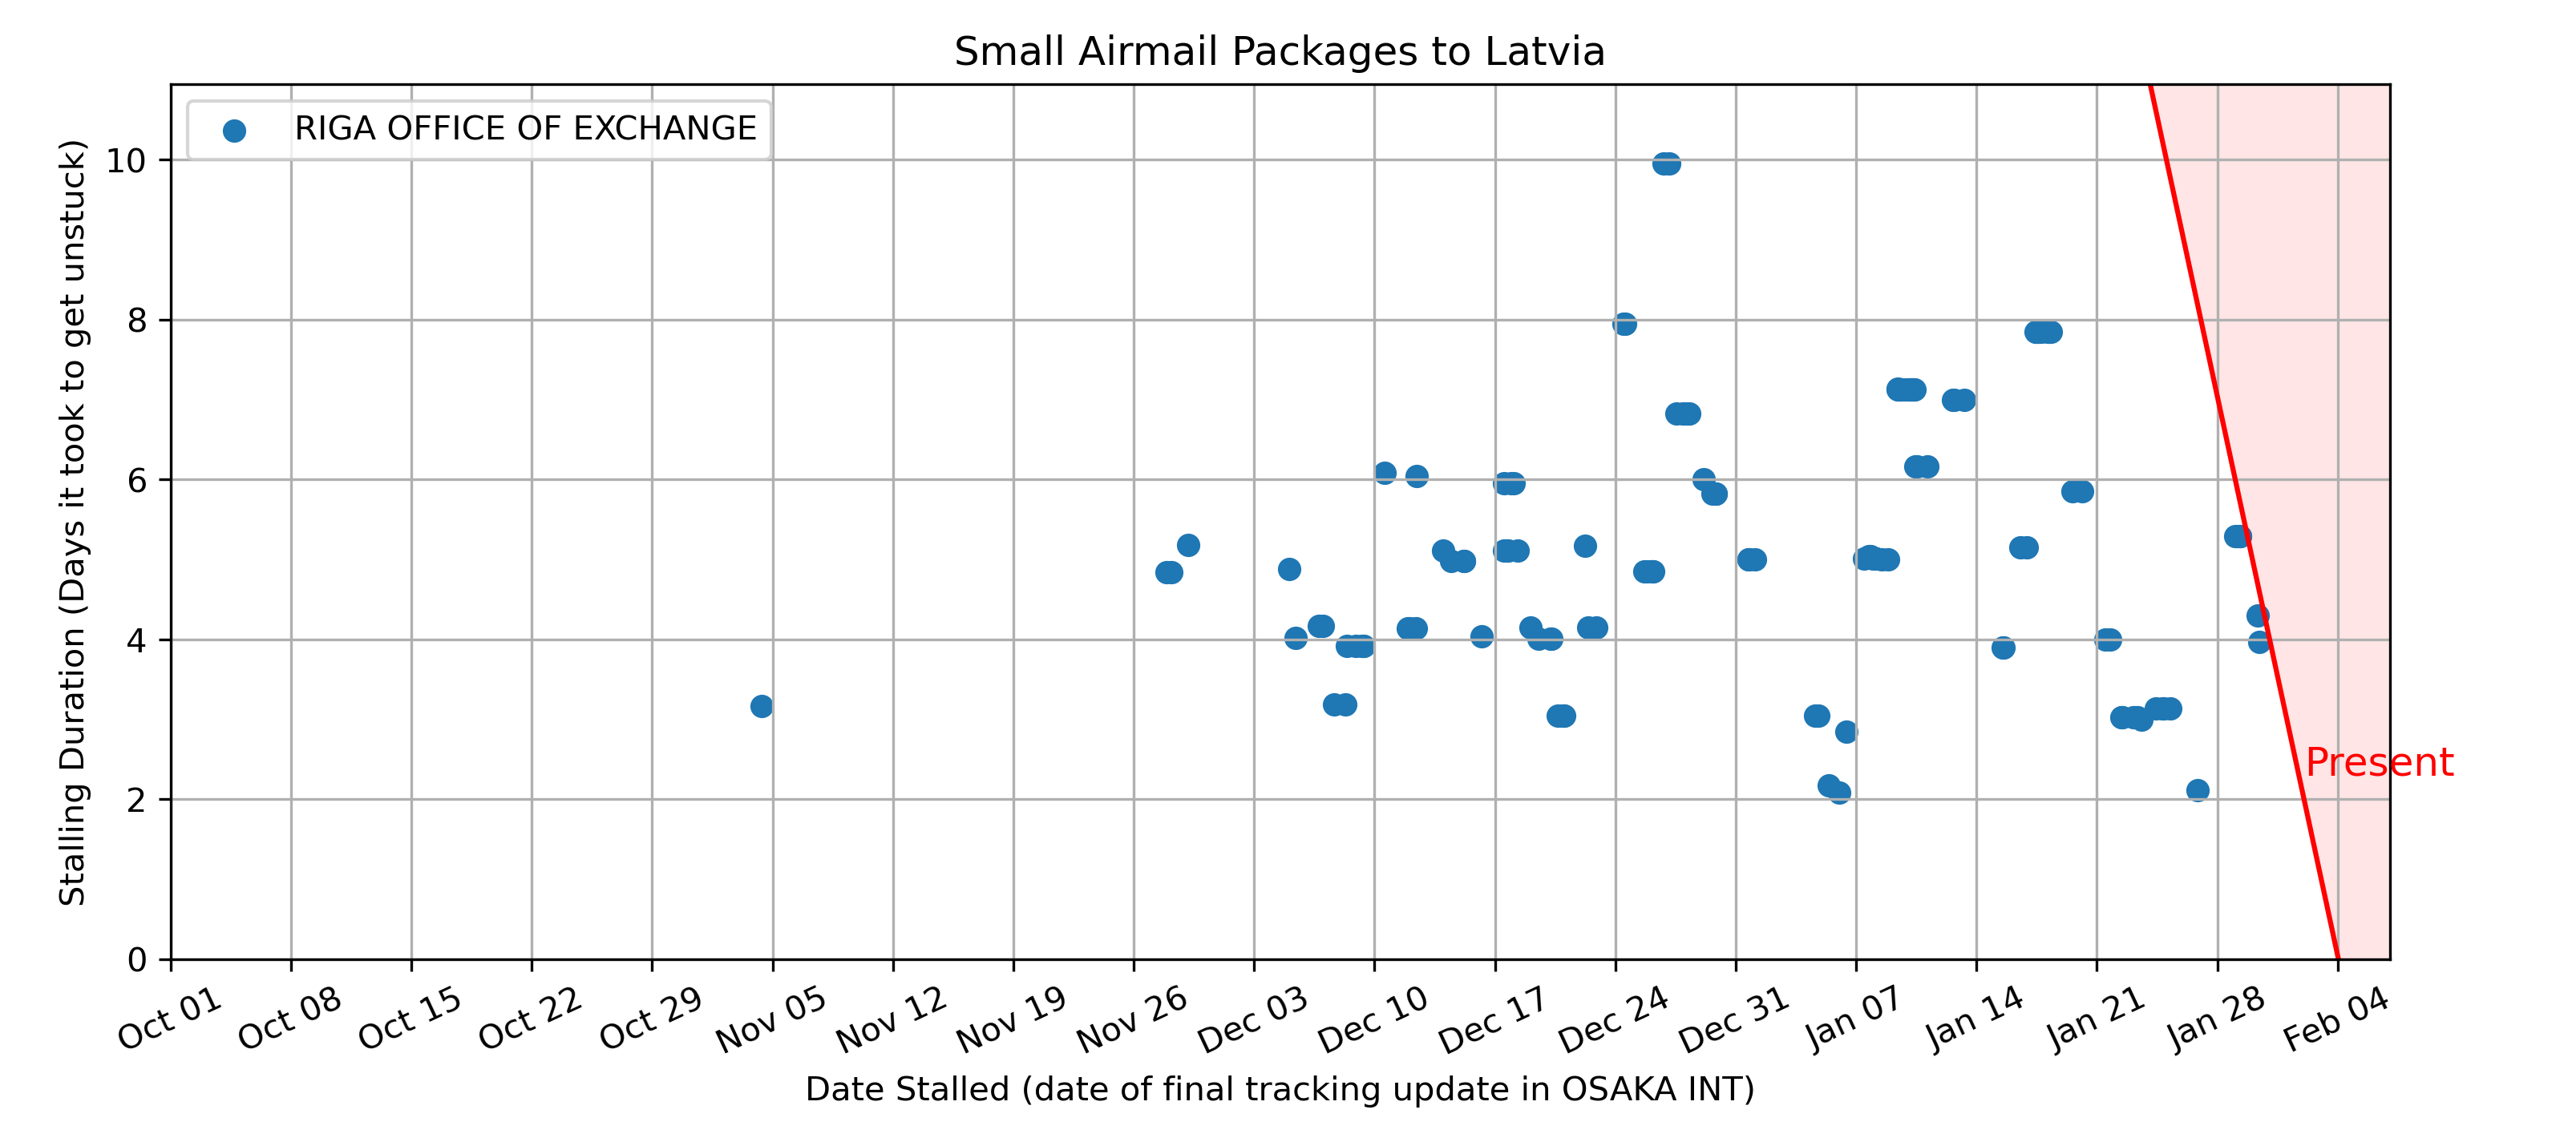 Small Airmail Packages to Latvia
RIGA OFFICE OF EXCHANGE
Stalling Duration (Days it took to get unstuck)
10
8
6
4
2
0
Present
Oct 01
Oct 08
Oct 15
Oct 22
Oct 29
Nov 05
Nov 12
Nov 19
Nov 26
Dec 03
Dec 10
Dec 17
Dec 24
Dec 31
Jan 07
Jan 14
Jan 21
Jan 28
Feb 04
Date Stalled (date of final tracking update in OSAKA INT)